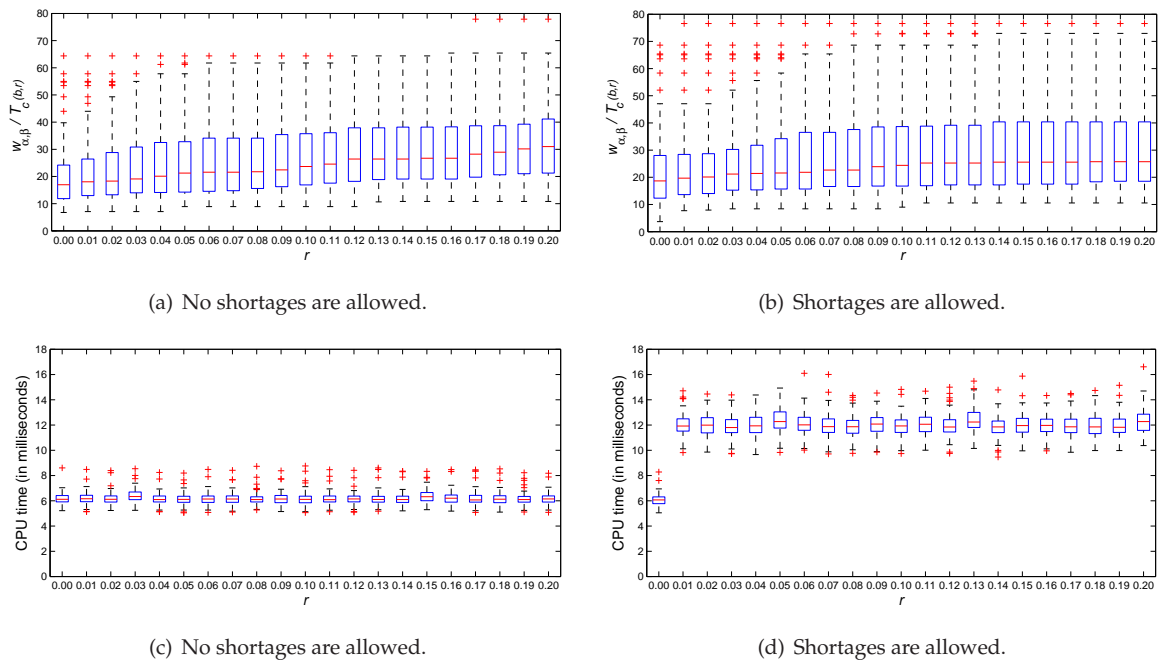 80
70
60
50
40
30
20
10
0
w_{α,β} / T_c^{(b,r)}
0.00 0.01 0.02 0.03 0.04 0.05 0.06 0.07 0.08 0.09 0.10 0.11 0.12 0.13 0.14 0.15 0.16 0.17 0.18 0.19 0.20
r
80
70
60
50
40
30
20
10
0
w_{α,β} / T_c^{(b,r)}
0.00 0.01 0.02 0.03 0.04 0.05 0.06 0.07 0.08 0.09 0.10 0.11 0.12 0.13 0.14 0.15 0.16 0.17 0.18 0.19 0.20
r
(a) No shortages are allowed.
(b) Shortages are allowed.
18
16
14
12
10
8
6
4
2
0
CPU time (in milliseconds)
0.00 0.01 0.02 0.03 0.04 0.05 0.06 0.07 0.08 0.09 0.10 0.11 0.12 0.13 0.14 0.15 0.16 0.17 0.18 0.19 0.20
r
18
16
14
12
10
8
6
4
2
0
CPU time (in milliseconds)
0.00 0.01 0.02 0.03 0.04 0.05 0.06 0.07 0.08 0.09 0.10 0.11 0.12 0.13 0.14 0.15 0.16 0.17 0.18 0.19 0.20
r
(c) No shortages are allowed.
(d) Shortages are allowed.